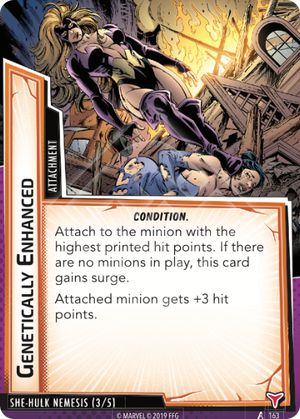 GENETICALLY ENHANCED
ATTACHMENT
CONDITION.
Attach to the minion with the
highest printed hit points. If there
are no minions in play, this card
gains surge.
Attached minion gets +3 hit
points.
SHE-HULK NEMESIS (3/5)
© MARVEL © 2019 FFG
163